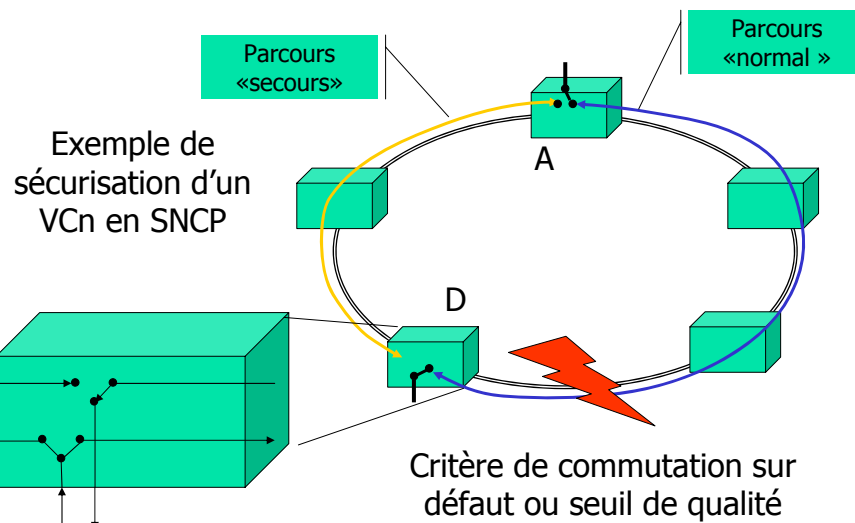 Parcours
«secours»
Parcours
«normal »
Exemple de
sécurisation d'un
VCn en SNCP
A
D
Critère de commutation sur
défaut ou seuil de qualité